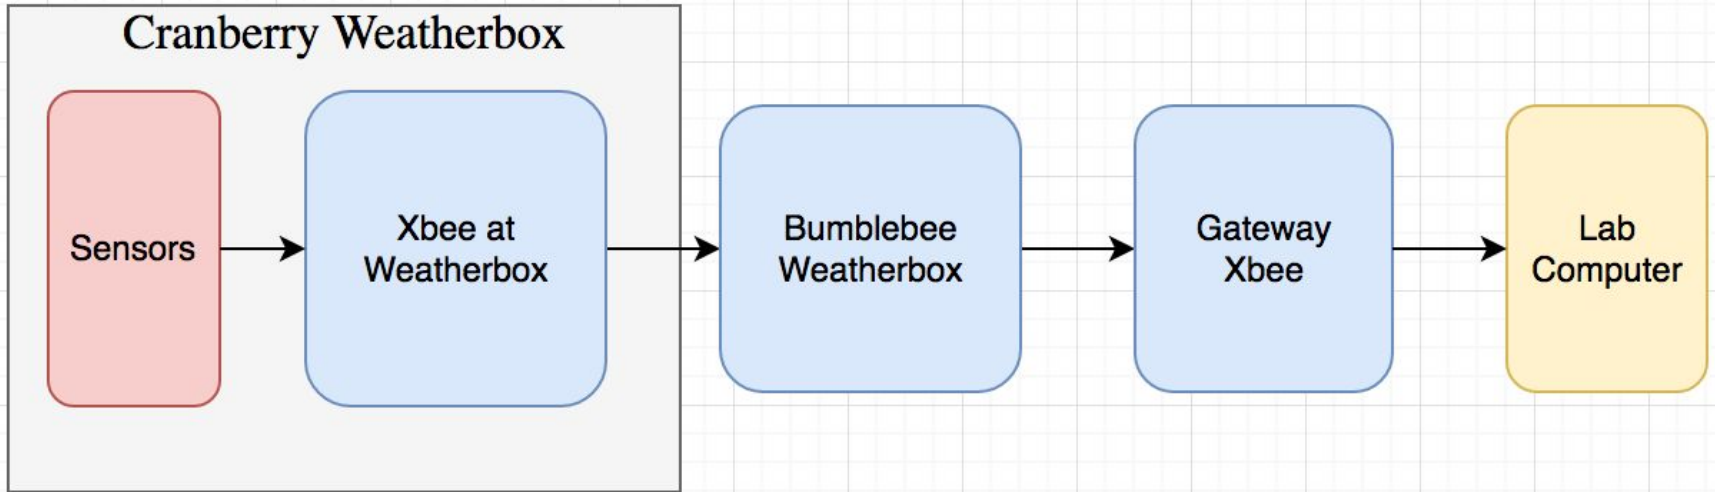 Cranberry Weatherbox
Sensors
Xbee at
Weatherbox
Bumblebee
Weatherbox
Gateway
Xbee
Lab
Computer